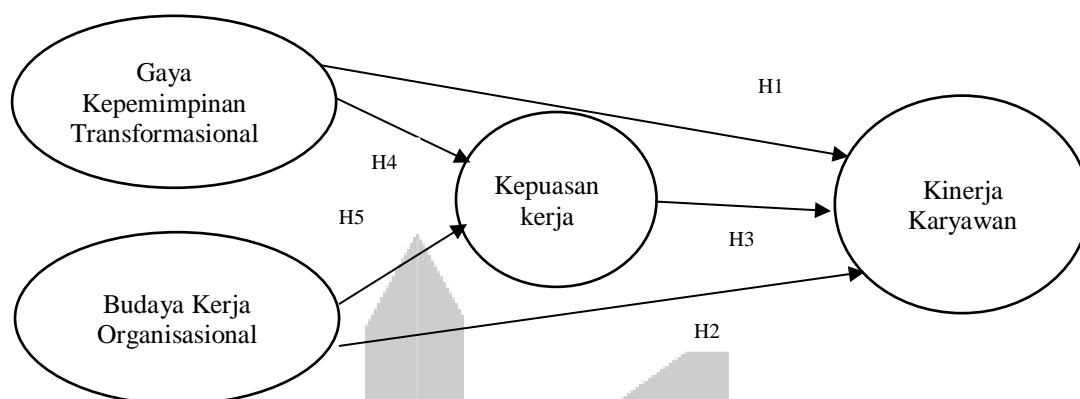 Gaya
Kepemimpinan
Transformasional
H1
H4
Kepuasan
kerja
Kinerja
Karyawan
H5
H3
Budaya Kerja
Organisasional
H2